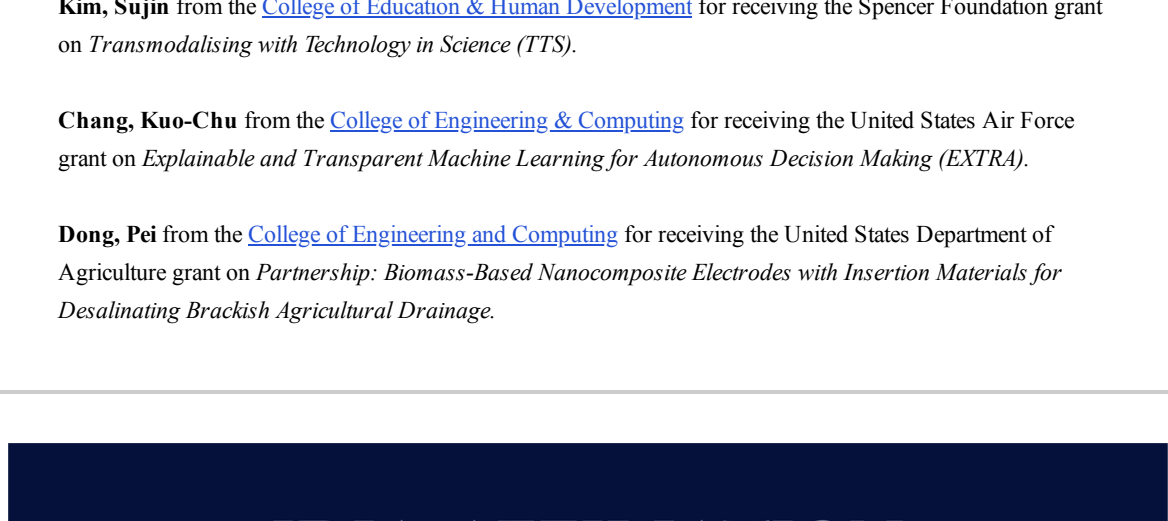 Kim, Sujin from the College of Education & Human Development for receiving the Spencer Foundation grant
on Transmodalising with Technology in Science (TTS).
Chang, Kuo-Chu from the College of Engineering & Computing for receiving the United States Air Force
grant on Explainable and Transparent Machine Learning for Autonomous Decision Making (EXTRA).
Dong, Pei from the College of Engineering and Computing for receiving the United States Department of
Agriculture grant on Partnership: Biomass-Based Nanocomposite Electrodes with Insertion Materials for
Desalinating Brackish Agricultural Drainage.